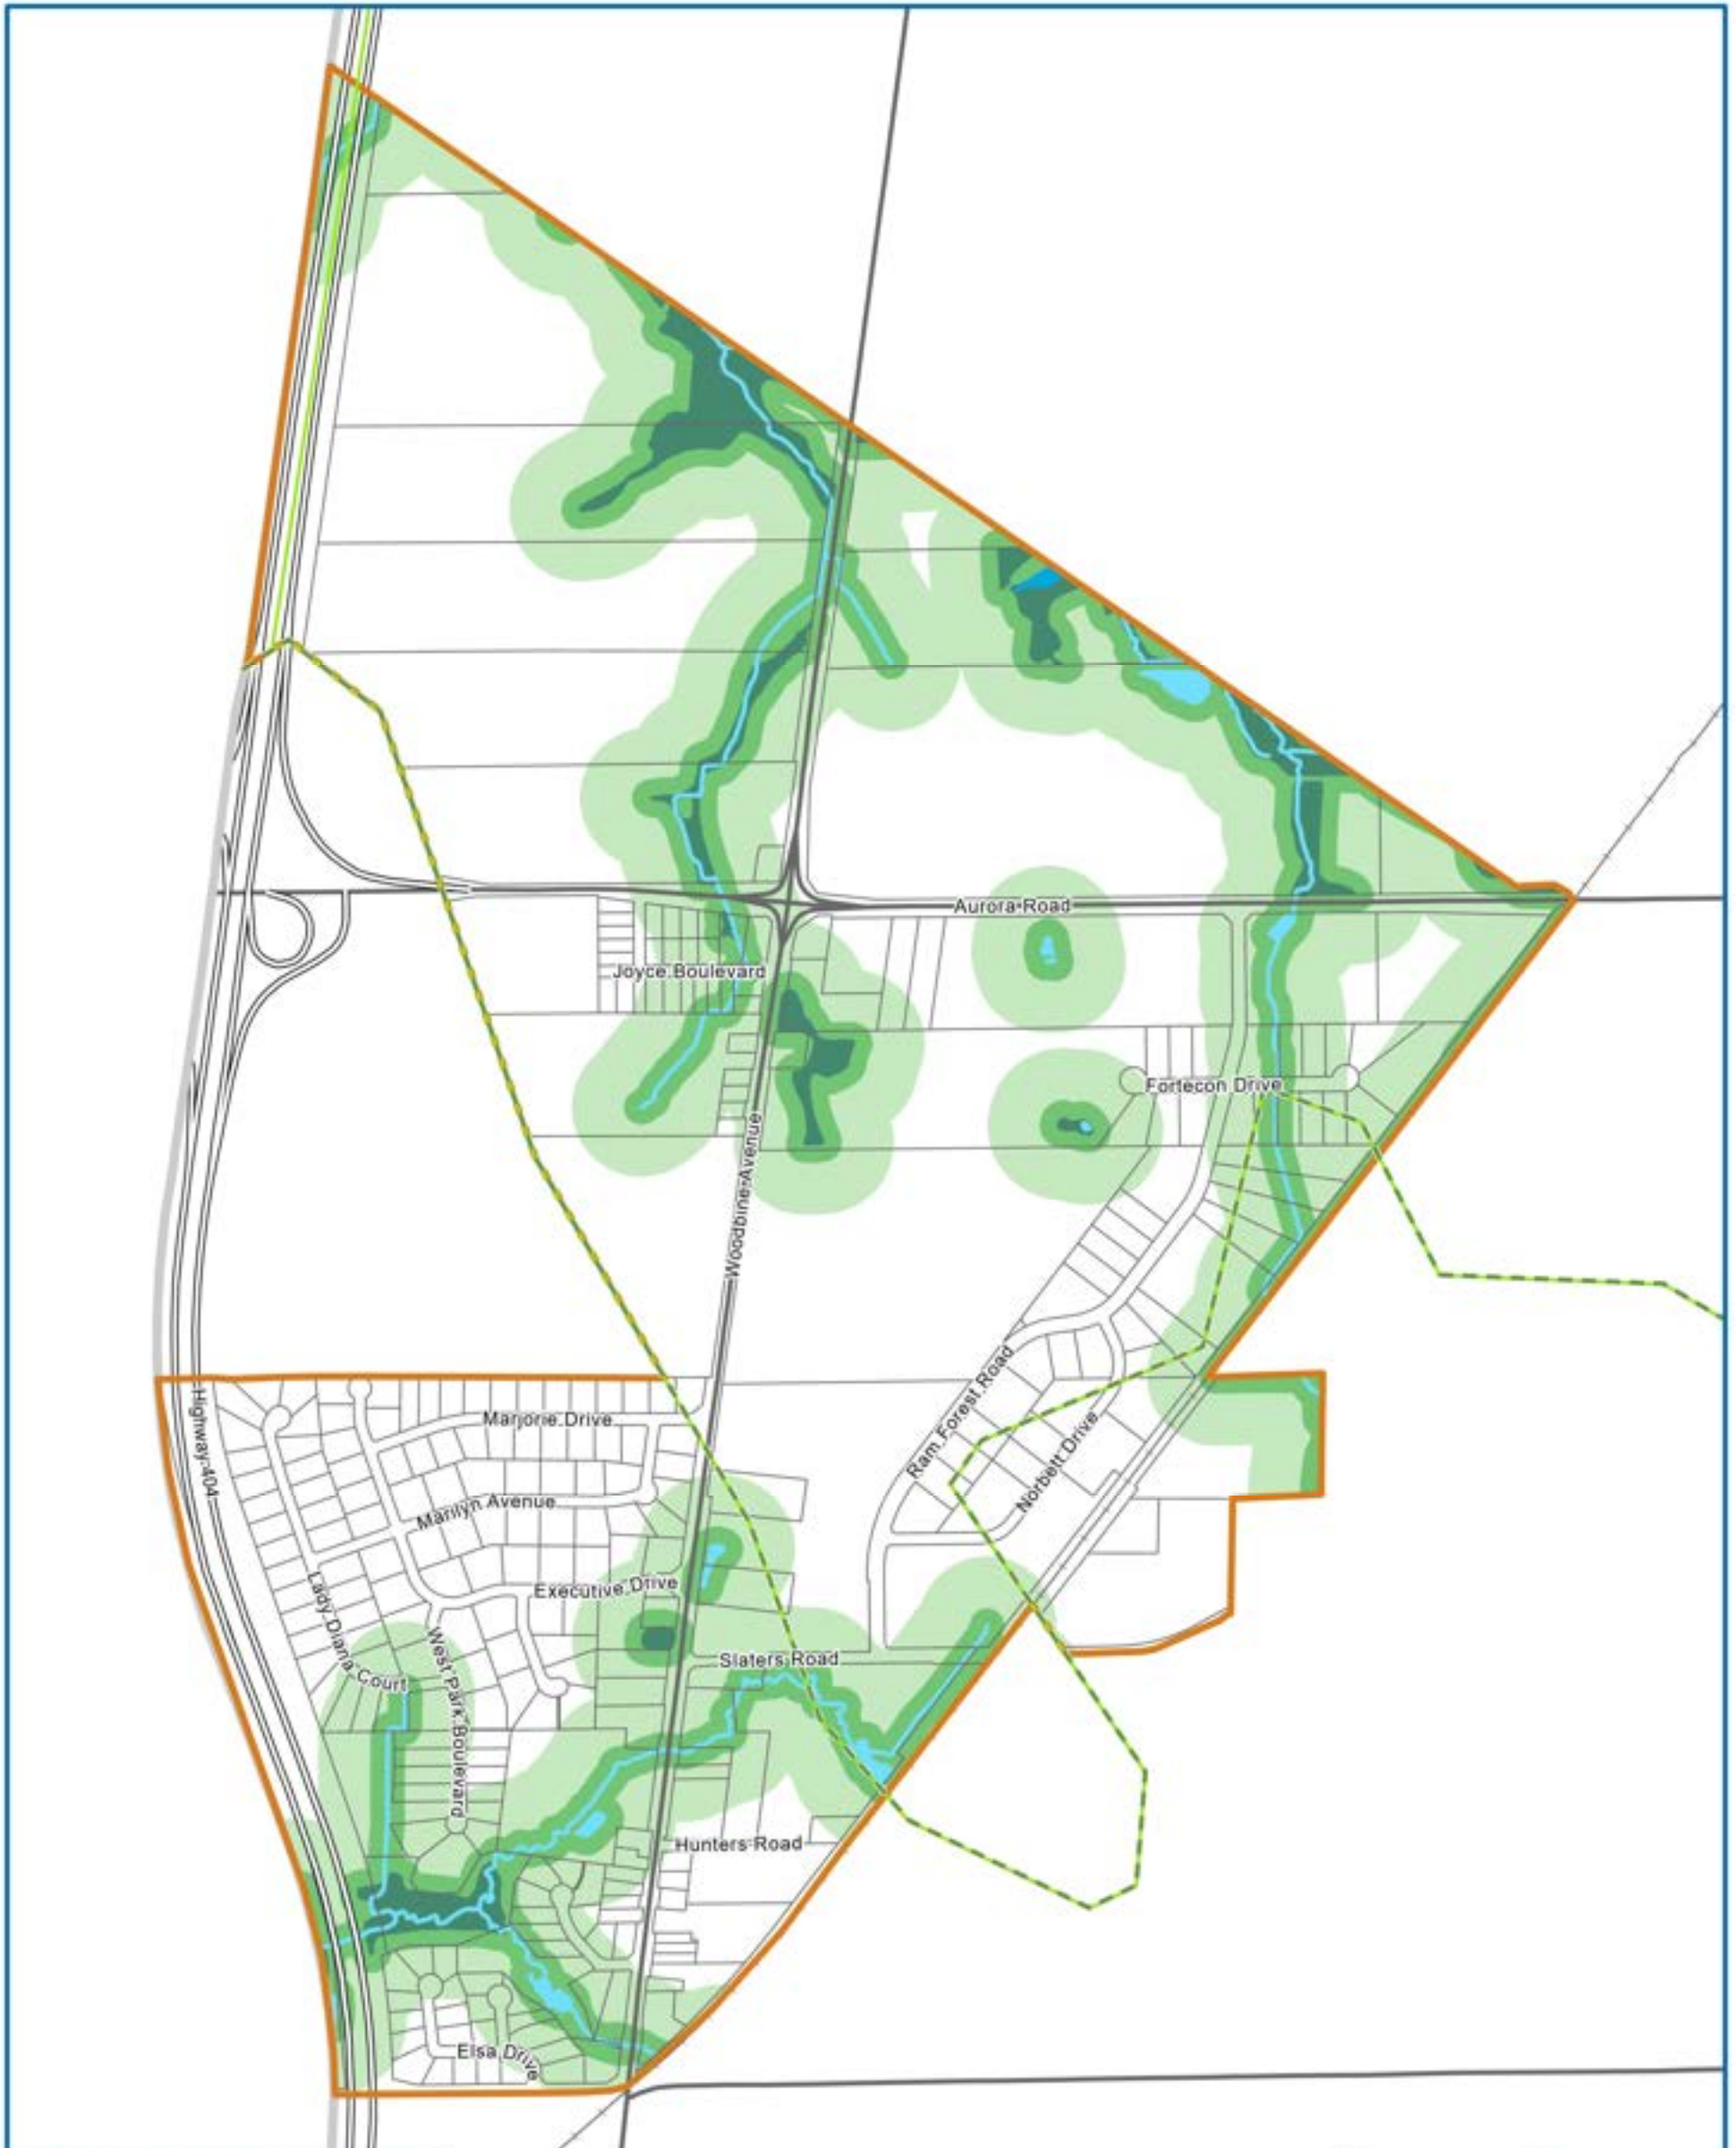 Aurora Road
Joyce Boulevard
Fortecon Drive
Woodbine Avenue
Highway 404
Marjorie Drive
Ram Forest Road
Norbett Drive
Marilyn Avenue
Executive Drive
Lady Diana Court
West Park Boulevard
Slaters Road
Hunters Road
Elsa Drive